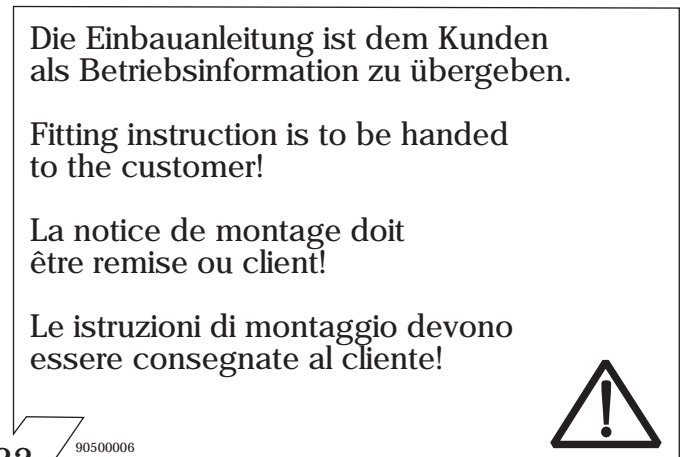 Die Einbauanleitung ist dem Kunden
als Betriebsinformation zu übergeben.
Fitting instruction is to be handed
to the customer!
La notice de montage doit
être remise ou client!
Le istruzioni di montaggio devono
essere consegnate al cliente!
90500006